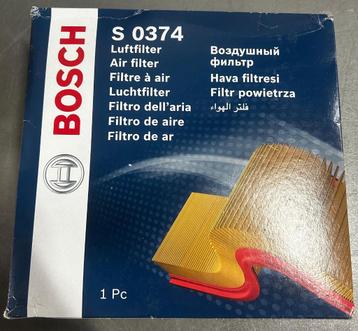 BOSCH
S 0374
Luftfilter
Air filter
Filtre à air
Luchtfilter
Filtro dell'aria
Filtro de aire
Filtro de ar
Воздушный
фильтр
Hava filtresi
Filtr powietrza
فلتر الهواء
1 Pc